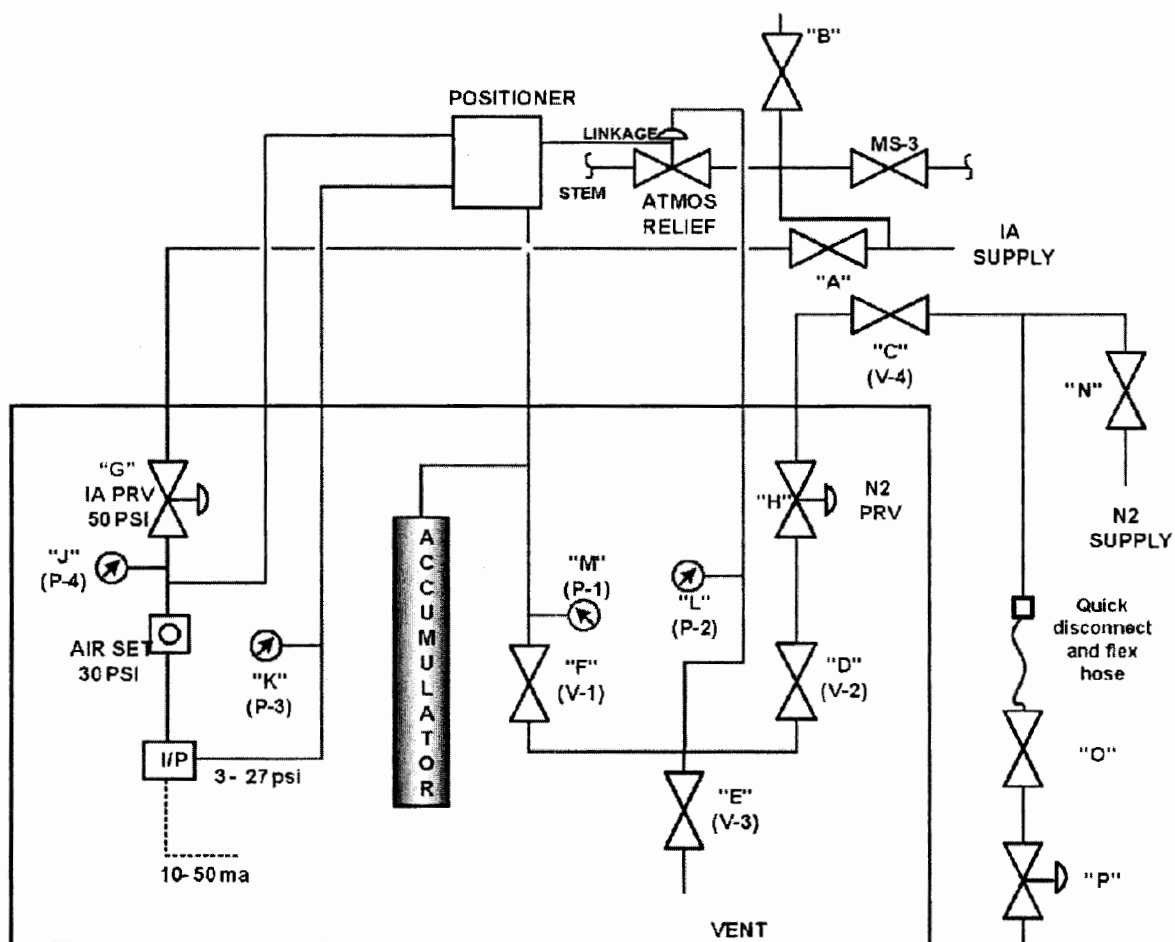 "B"
POSITIONER
LINKAGE
MS-3
STEM
ATMOS
RELIEF
IA
SUPPLY
"A"
"C"
(V-4)
"N"
"G"
IA PRV
50 PSI
"H"
N2
PRV
N2
SUPPLY
"J"
(P-4)
"M"
(P-1)
"L"
(P-2)
Quick
disconnect
and flex
hose
AIR SET
30 PSI
"K"
(P-3)
ACCUMULATOR
"F"
(V-1)
"D"
(V-2)
I/P
3- 27 psi
"O"
"E"
(V-3)
10-50 ma
"P"
VENT